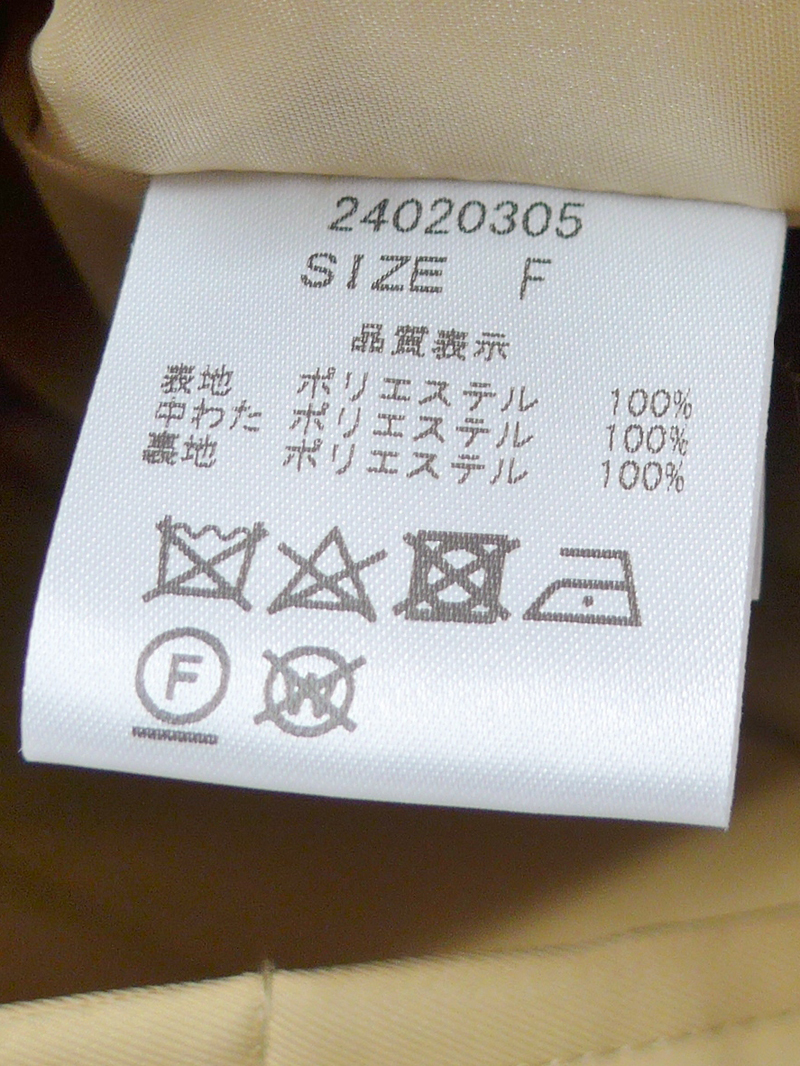 24020305
SIZE F
品質表示
表地 ポリエステル 100%
中わた ポリエステル 100%
裏地 ポリエステル 100%
F W